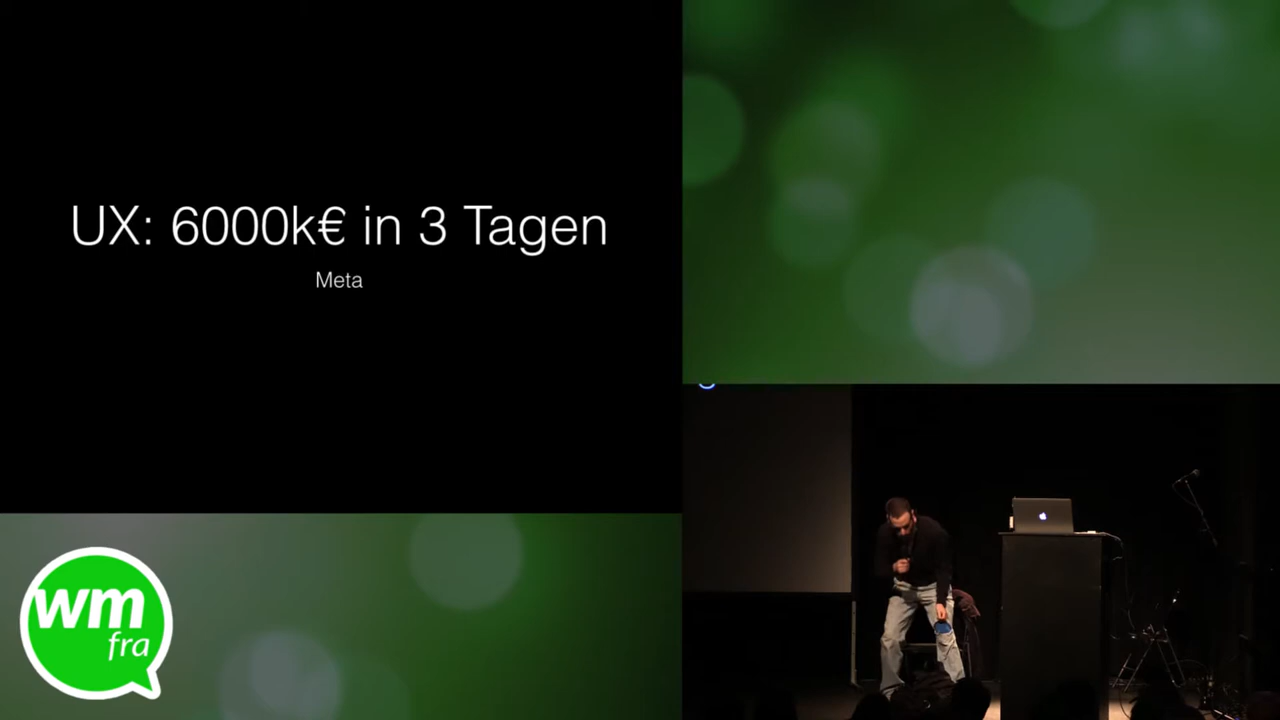 UX: 6000k€ in 3 Tagen
Meta
wm
fra